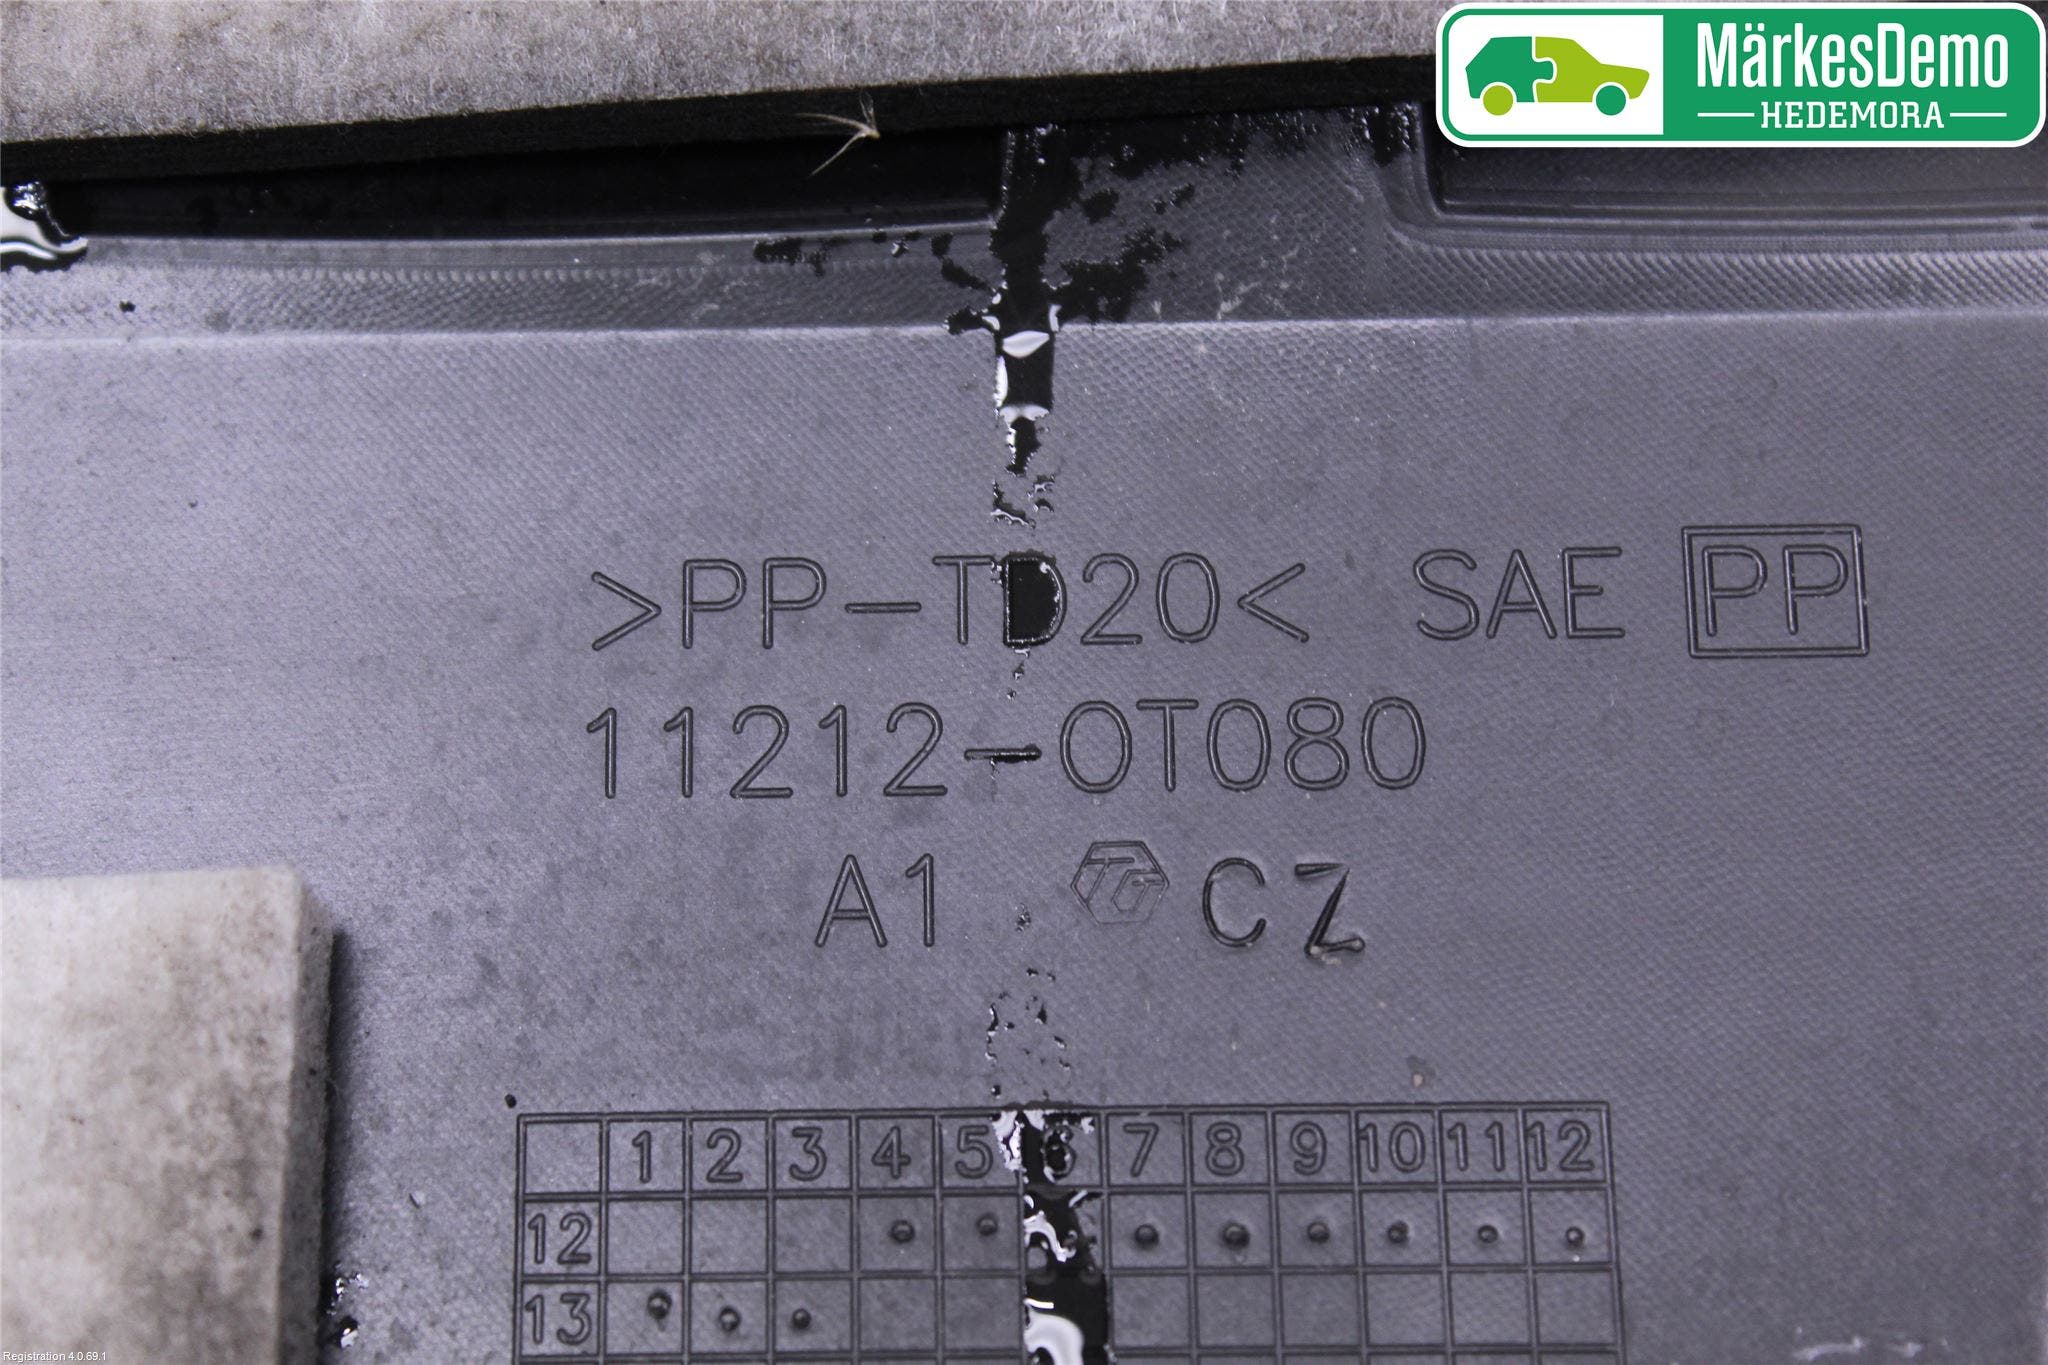 MärkesDemo
HEDEMORA
>PP-TD20< SAE PP
11212-0T080
A1 TG CZ
1 2 3 4 5 6 7 8 9 10 11 12
12
13
Registration 4.0.69.1